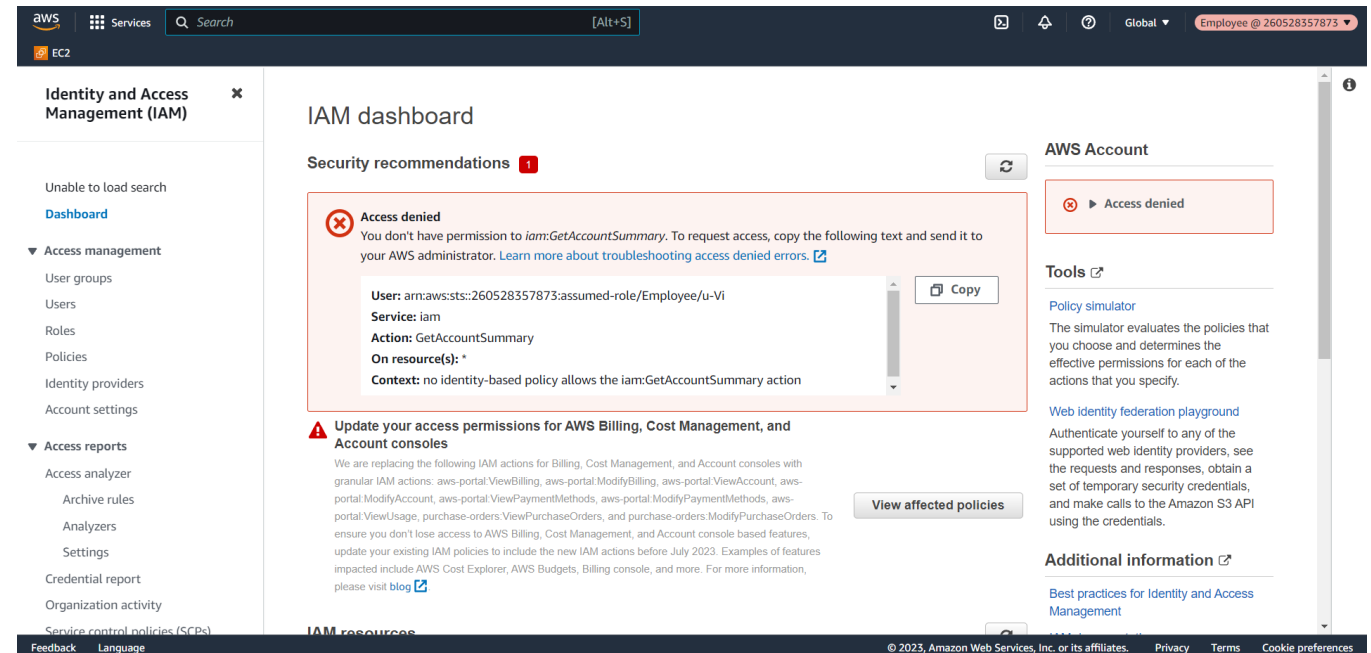 aws
Services
Search
[Alt+S]
Global ▼
Employee @ 260528357873 ▼
EC2
Identity and Access
Management (IAM)
Unable to load search
Dashboard
Access management
User groups
Users
Roles
Policies
Identity providers
Account settings
Access reports
Access analyzer
Archive rules
Analyzers
Settings
Credential report
Organization activity
Service control policies (SCPs)
IAM dashboard
Security recommendations 1
Access denied
You don't have permission to iam:GetAccountSummary. To request access, copy the following text and send it to
your AWS administrator. Learn more about troubleshooting access denied errors.
User: arn:aws:sts::260528357873:assumed-role/Employee/u-Vi
Service: iam
Action: GetAccountSummary
On resource(s): *
Context: no identity-based policy allows the iam:GetAccountSummary action
Copy
Update your access permissions for AWS Billing, Cost Management, and
Account consoles
We are replacing the following IAM actions for Billing, Cost Management, and Account consoles with
granular IAM actions: aws-portal:ViewBilling, aws-portal:ModifyBilling, aws-portal:ViewAccount, aws-
portal:ModifyAccount, aws-portal:ViewPaymentMethods, aws-portal:ModifyPaymentMethods, aws-
portal:ViewUsage, purchase-orders:ViewPurchaseOrders, and purchase-orders:ModifyPurchaseOrders. To
ensure you don't lose access to AWS Billing, Cost Management, and Account console based features,
update your existing IAM policies to include the new IAM actions before July 2023. Examples of features
impacted include AWS Cost Explorer, AWS Budgets, Billing console, and more. For more information,
please visit blog
View affected policies
IAM resources
AWS Account
Access denied
Tools
Policy simulator
The simulator evaluates the policies that
you choose and determines the
effective permissions for each of the
actions that you specify.
Web identity federation playground
Authenticate yourself to any of the
supported web identity providers, see
the requests and responses, obtain a
set of temporary security credentials,
and make calls to the Amazon S3 API
using the credentials.
Additional information
Best practices for Identity and Access
Management
Feedback
Language
© 2023, Amazon Web Services, Inc. or its affiliates.
Privacy
Terms
Cookie preferences